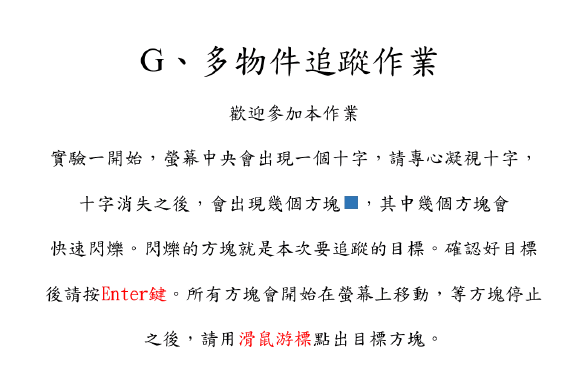 G、多物件追蹤作業
歡迎參加本作業
實驗一開始，螢幕中央會出現一個十字，請專心凝視十字，
十字消失之後，會出現幾個方塊■，其中幾個方塊會
快速閃爍。閃爍的方塊就是本次要追蹤的目標。確認好目標
後請按Enter鍵。所有方塊會開始在螢幕上移動，等方塊停止
之後，請用滑鼠游標點出目標方塊。